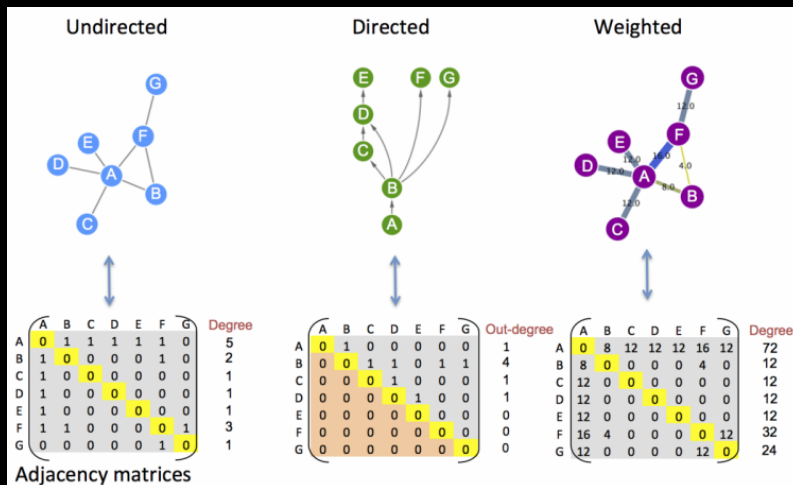 Undirected
G
E
F
D
A
B
C
A B C D E F G Degree
A 0 1 1 1 1 1 0 5
B 1 0 0 0 0 1 0 2
C 1 0 0 0 0 0 0 1
D 1 0 0 0 0 0 0 1
E 1 0 0 0 0 0 0 1
F 1 1 0 0 0 0 1 3
G 0 0 0 0 0 1 0 1
Adjacency matrices
Directed
E F G
D
C
B
A
A B C D E F G Out-degree
A 0 1 0 0 0 0 0 1
B 0 0 1 1 0 1 1 4
C 0 0 0 1 0 0 0 1
D 0 0 0 0 1 0 0 1
E 0 0 0 0 0 0 0 0
F 0 0 0 0 0 0 0 0
G 0 0 0 0 0 0 0 0
Weighted
G
12.0
F
E
16.0
12.0
4.0
D
12.0
A
8.0
B
12.0
C
A B C D E F G Degree
A 0 8 12 12 12 16 12 72
B 8 0 0 0 0 4 0 12
C 12 0 0 0 0 0 0 12
D 12 0 0 0 0 0 0 12
E 12 0 0 0 0 0 0 12
F 16 4 0 0 0 0 12 32
G 12 0 0 0 0 12 0 24